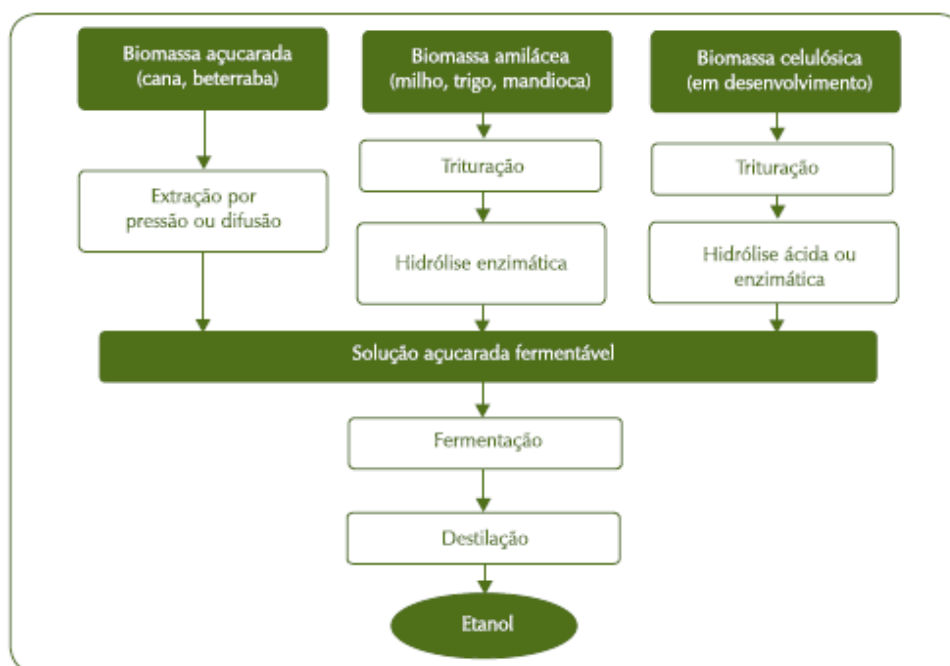 Biomassa açucarada
(cana, beterraba)
Biomassa amilácea
(milho, trigo, mandioca)
Biomassa celulósica
(em desenvolvimento)
Extração por
pressão ou difusão
Trituração
Hidrólise enzimática
Trituração
Hidrólise ácida ou
enzimática
Solução açucarada fermentável
Fermentação
Destilação
Etanol